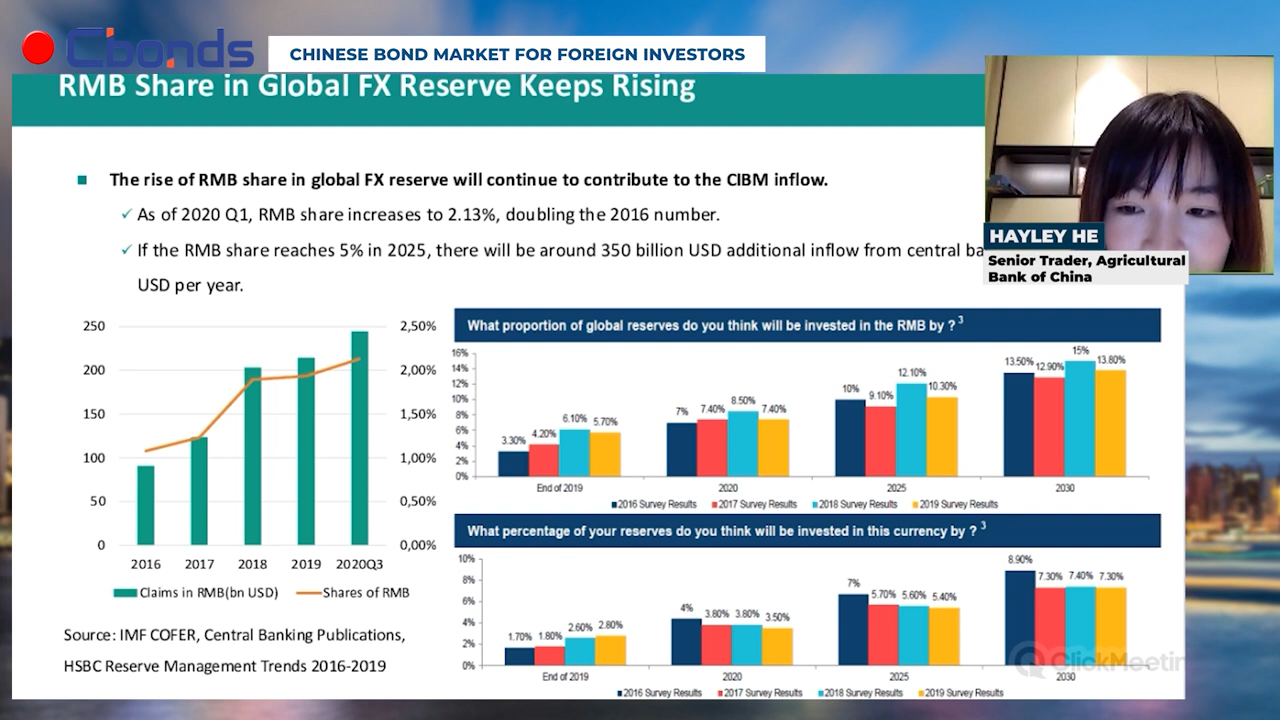 Cbonds
CHINESE BOND MARKET FOR FOREIGN INVESTORS
RMB Share in Global FX Reserve Keeps Rising
The rise of RMB share in global FX reserve will continue to contribute to the CIBM inflow.
✓ As of 2020 Q1, RMB share increases to 2.13%, doubling the 2016 number.
✓ If the RMB share reaches 5% in 2025, there will be around 350 billion USD additional inflow from central
USD per year.
HAYLEY HE
Senior Trader, Agricultural
Bank of China
250 2,50%
200 2,00%
150 1,50%
100 1,00%
50 0,50%
0 0,00%
2016 2017 2018 2019 2020Q3
Claims in RMB(bn USD) Shares of RMB
Source: IMF COFER, Central Banking Publications,
HSBC Reserve Management Trends 2016-2019
What proportion of global reserves do you think will be invested in the RMB by ? 3
16%
14%
12%
10%
8%
6%
4%
2%
0%
3.30% 4.20% 6.10% 5.70%
7% 7.40% 8.50% 7.40%
10% 9.10% 12.10% 10.30%
13.50% 12.90% 15% 13.80%
End of 2019 2020 2025 2030
2016 Survey Results 2017 Survey Results 2018 Survey Results 2019 Survey Results
What percentage of your reserves do you think will be invested in this currency by ? 3
10%
8%
6%
4%
2%
0%
1.70% 1.80% 2.60% 2.80%
4% 3.80% 3.80% 3.50%
7% 5.70% 5.60% 5.40%
8.90% 7.30% 7.40% 7.30%
End of 2019 2020 2025 2030
2016 Survey Results 2017 Survey Results 2018 Survey Results 2019 Survey Results